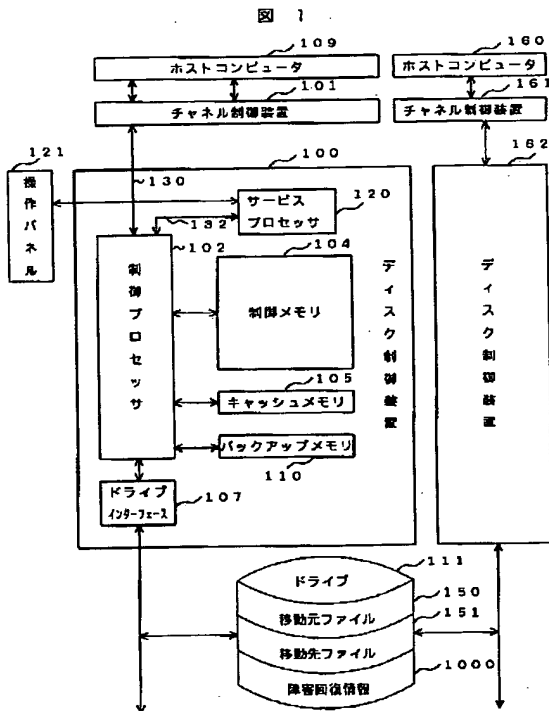 図 1
109
ホストコンピュータ
160
ホストコンピュータ
101
チャネル制御装置
161
チャネル制御装置
121
操作パネル
130
100
162
サービス
プロセッサ
120
132
102
制御プロセッサ
104
制御メモリ
ディスク制御装置
ディスク制御装置
105
キャッシュメモリ
バックアップメモリ
110
ドライブ
インターフェース
107
111
ドライブ
150
移動元ファイル
151
移動先ファイル
1000
障害回復情報